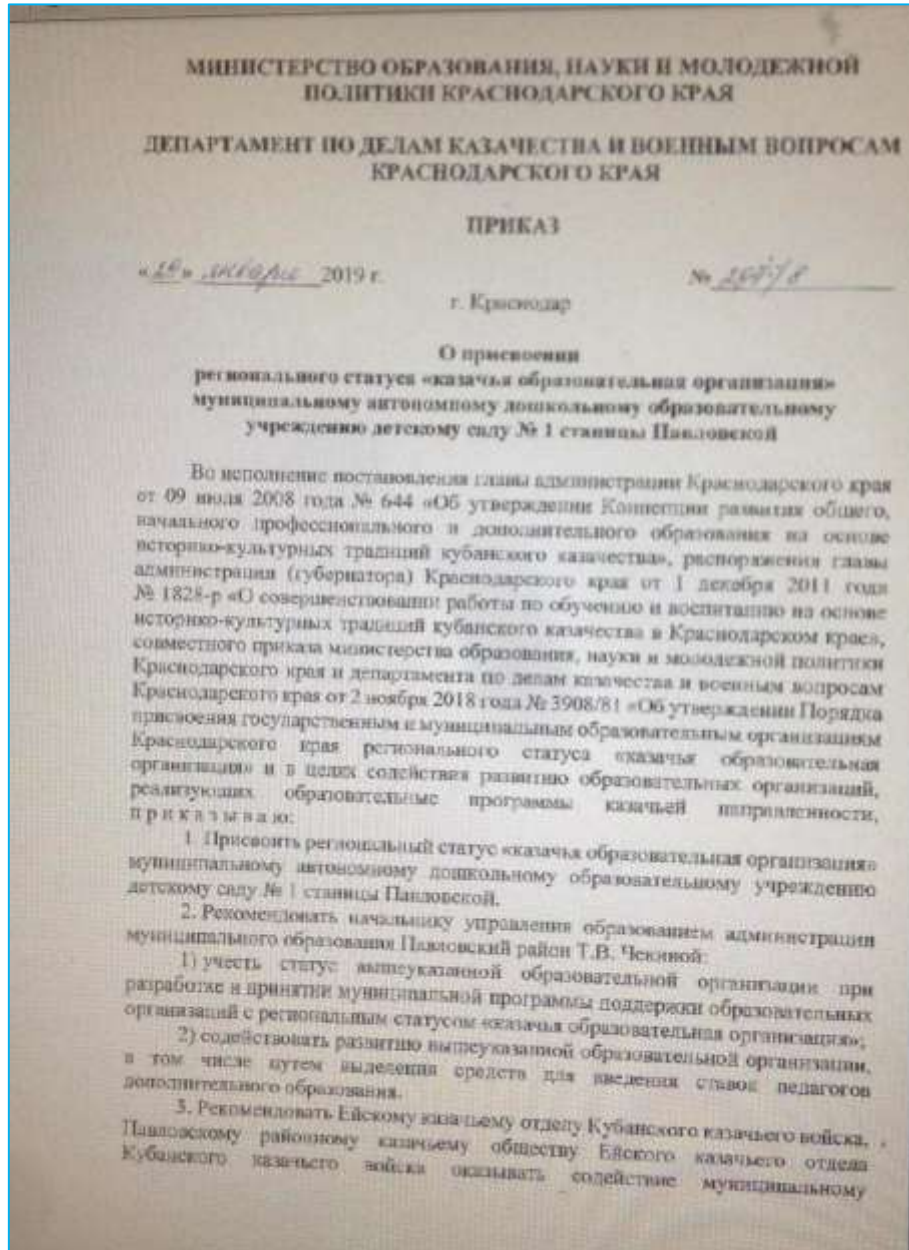 МИНИСТЕРСТВО ОБРАЗОВАНИЯ, НАУКИ И МОЛОДЕЖНОЙ
ПОЛИТИКИ КРАСНОДАРСКОГО КРАЯ
ДЕПАРТАМЕНТ ПО ДЕЛАМ КАЗАЧЕСТВА И ВОЕННЫМ ВОПРОСАМ
КРАСНОДАРСКОГО КРАЯ
ПРИКАЗ
января 2019 г. №
г. Краснодар
О присвоении
регионального статуса «казачья образовательная организация»
муниципальному автономному дошкольному образовательному
учреждению детскому саду № 1 станицы Павловской
Во исполнение постановления главы администрации Краснодарского края
от 09 июля 2008 года № 644 «Об утверждении Концепции развития общего,
начального профессионального и дополнительного образования на основе
историко-культурных традиций кубанского казачества», распоряжения главы
администрации (губернатора) Краснодарского края от 1 декабря 2011 года
№ 1828-р «О совершенствовании работы по обучению и воспитанию на основе
историко-культурных традиций кубанского казачества в Краснодарском крае»,
совместного приказа министерства образования, науки и молодежной политики
Краснодарского края и департамента по делам казачества и военным вопросам
Краснодарского края от 2 ноября 2018 года № 3908/81 «Об утверждении Порядка
присвоения государственным и муниципальным образовательным организациям
Краснодарского края регионального статуса «казачья образовательная
организация» и в целях содействия развитию образовательных организаций,
реализующих образовательные программы казачьей направленности,
п р и к а з ы в а ю:
1. Присвоить региональный статус «казачья образовательная организация»
муниципальному автономному дошкольному образовательному учреждению
детскому саду № 1 станицы Павловской.
2. Рекомендовать начальнику управления образованием администрации
муниципального образования Павловский район Т.В. Чекиной:
1) учесть статус вышеуказанной образовательной организации при
разработке и принятии муниципальной программы поддержки образовательных
организаций с региональным статусом «казачья образовательная организация»;
2) содействовать развитию вышеуказанной образовательной организации,
в том числе путем выделения средств для введения ставок педагогов
дополнительного образования.
3. Рекомендовать Ейскому казачьему отделу Кубанского казачьего войска,
Павловскому районному казачьему обществу Ейского казачьего отдела
Кубанского казачьего войска оказывать содействие муниципальному